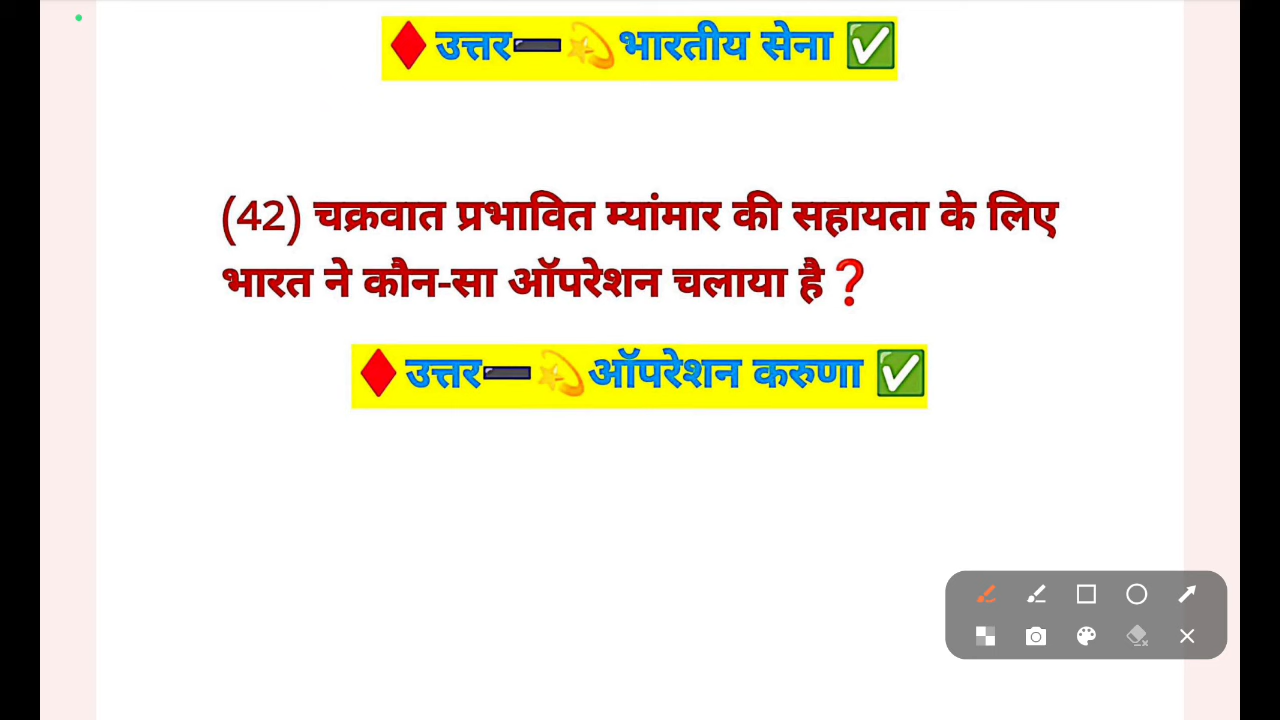 ♦️उत्तर➖💫भारतीय सेना ✅
(42) चक्रवात प्रभावित म्यांमार की सहायता के लिए
भारत ने कौन-सा ऑपरेशन चलाया है❓
♦️उत्तर➖💫ऑपरेशन करुणा ✅